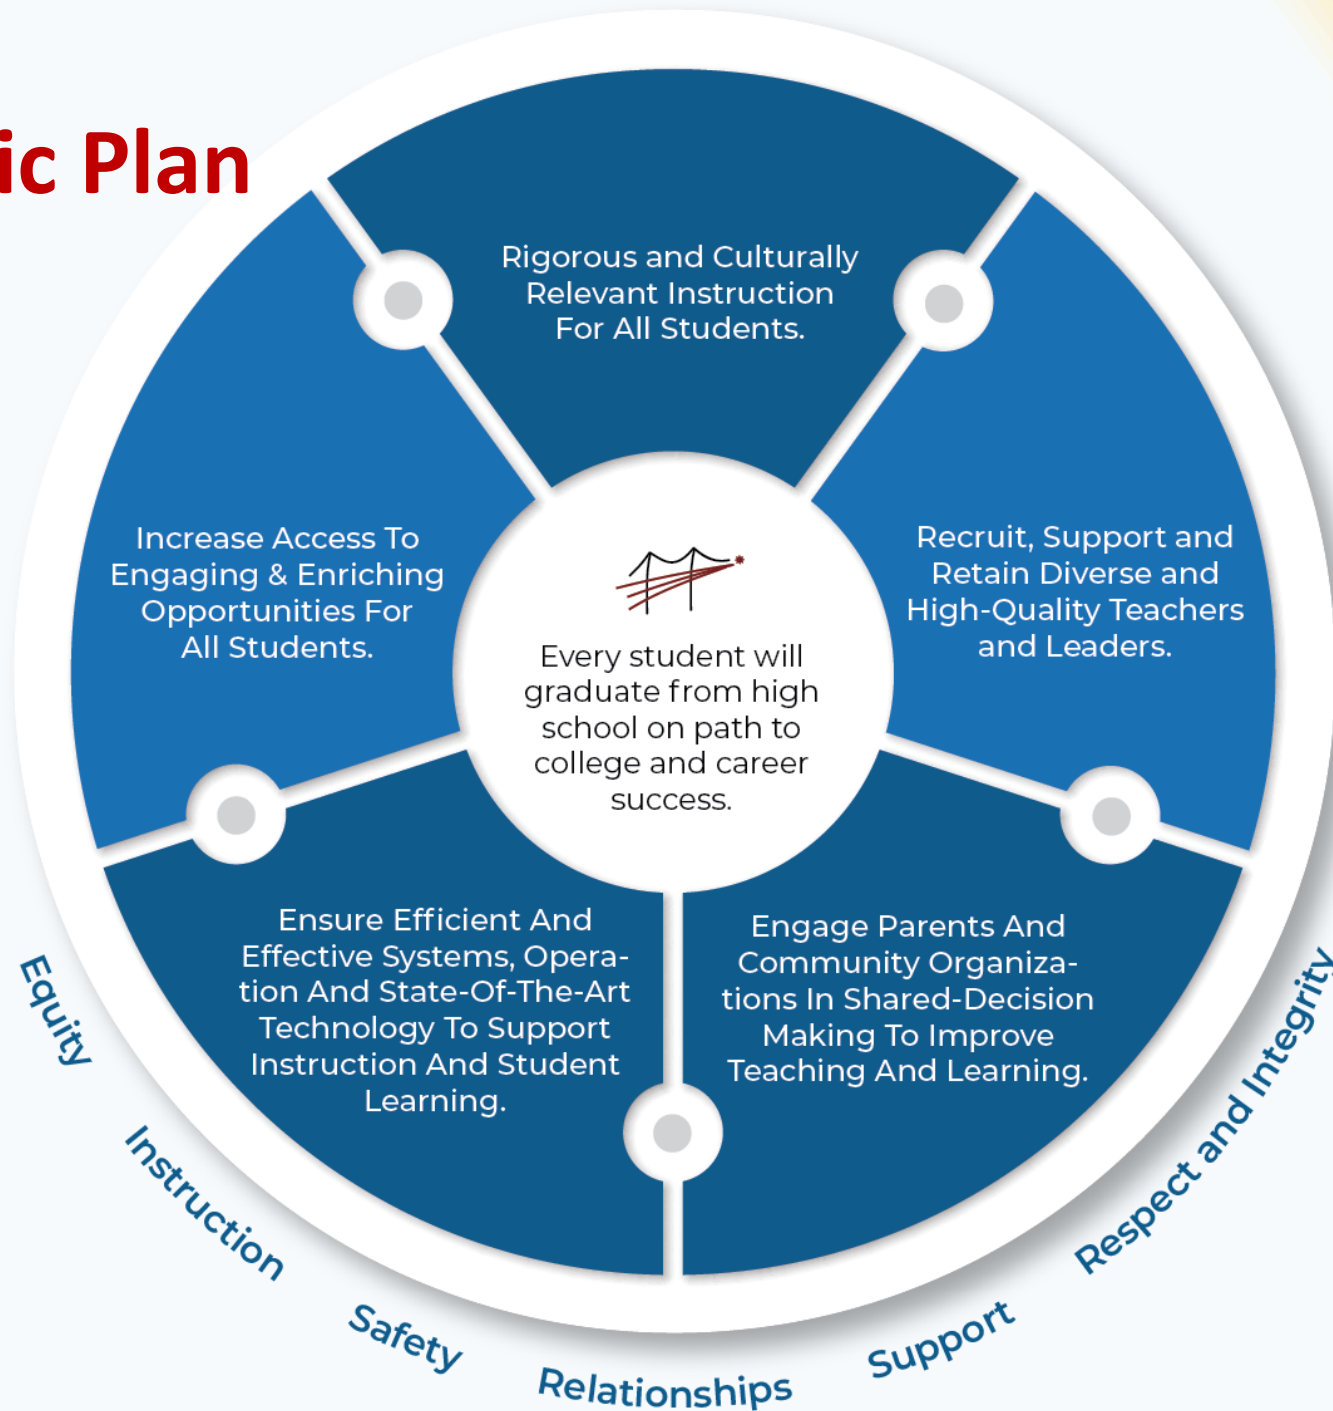 ic Plan
Rigorous and Culturally
Relevant Instruction
For All Students.
Increase Access To
Engaging & Enriching
Opportunities For
All Students.
Recruit, Support and
Retain Diverse and
High-Quality Teachers
and Leaders.
Every student will
graduate from high
school on path to
college and career
success.
Ensure Efficient And
Effective Systems, Opera-
tion And State-Of-The-Art
Technology To Support
Instruction And Student
Learning.
Engage Parents And
Community Organiza-
tions In Shared-Decision
Making To Improve
Teaching And Learning.
Equity
Instruction
Safety
Relationships
Support
Respect and Integrity